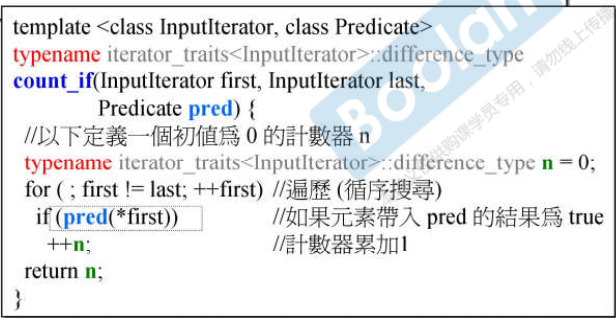 template <class InputIterator, class Predicate>
typename iterator_traits<InputIterator>::difference_type
count_if(InputIterator first, InputIterator last,
Predicate pred) {
//以下定義一個初值為 0 的計數器 n
typename iterator_traits<InputIterator>::difference_type n = 0;
for ( ; first != last; ++first) //遍歷 (循序搜尋)
if (pred(*first)) //如果元素帶入 pred 的結果為 true
++n; //計數器累加1
return n;
}
Boolan